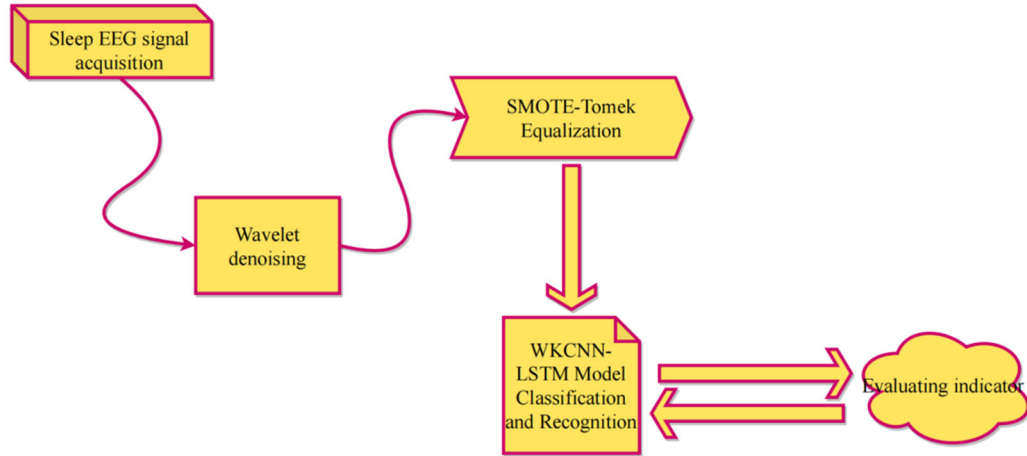 Sleep EEG signal
acquisition
SMOTE-Tomek
Equalization
Wavelet
denoising
WKCNN-
LSTM Model
Classification
and Recognition
Evaluating indicator